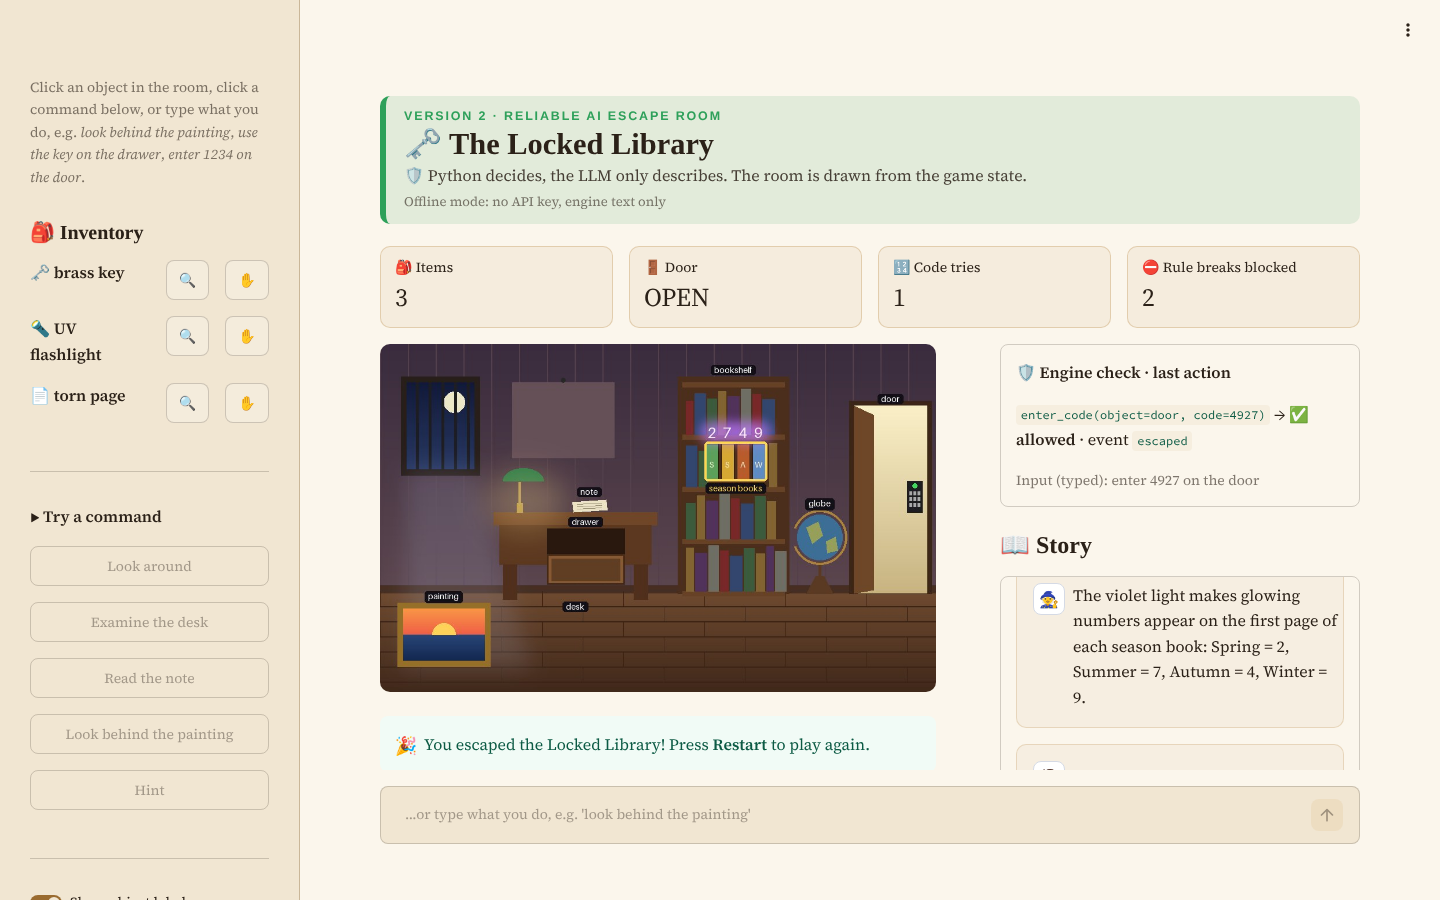 Click an object in the room, click a
command below, or type what you
do, e.g. look behind the painting, use
the key on the drawer, enter 1234 on
the door.
🎒 Inventory
🗝️ brass key
🔍
✋
🔦 UV
flashlight
🔍
✋
📄 torn page
🔍
✋
▸ Try a command
Look around
Examine the desk
Read the note
Look behind the painting
Hint
VERSION 2 · RELIABLE AI ESCAPE ROOM
🗝️ The Locked Library
🛡️ Python decides, the LLM only describes. The room is drawn from the game state.
Offline mode: no API key, engine text only
🎒 Items
3
🚪 Door
OPEN
🔢 Code tries
1
⛔ Rule breaks blocked
2
bookshelf
door
2 7 4 9
S S A W
season books
note
drawer
globe
painting
desk
🎉 You escaped the Locked Library! Press Restart to play again.
🛡️ Engine check · last action
enter_code(object=door, code=4927) → ✅
allowed · event escaped
Input (typed): enter 4927 on the door
📖 Story
The violet light makes glowing
numbers appear on the first page of
each season book: Spring = 2,
Summer = 7, Autumn = 4, Winter =
9.
...or type what you do, e.g. 'look behind the painting'